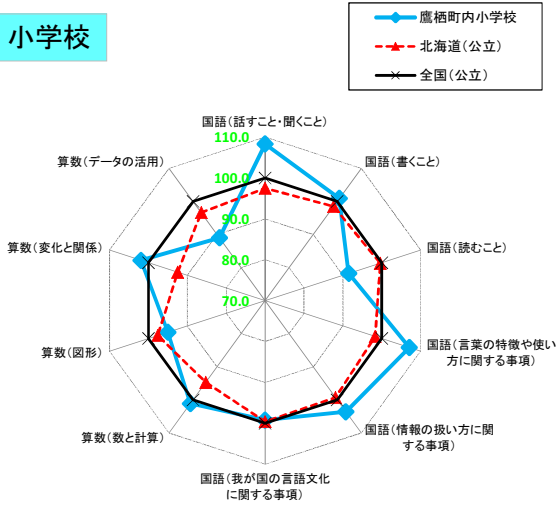 小学校
鷹栖町内小学校
北海道(公立)
全国(公立)
国語(話すこと・聞くこと)
110.0
100.0
90.0
80.0
70.0
国語(書くこと)
国語(読むこと)
国語(言葉の特徴や使い
方に関する事項)
国語(情報の扱い方に関
する事項)
国語(我が国の言語文化
に関する事項)
算数(数と計算)
算数(図形)
算数(変化と関係)
算数(データの活用)